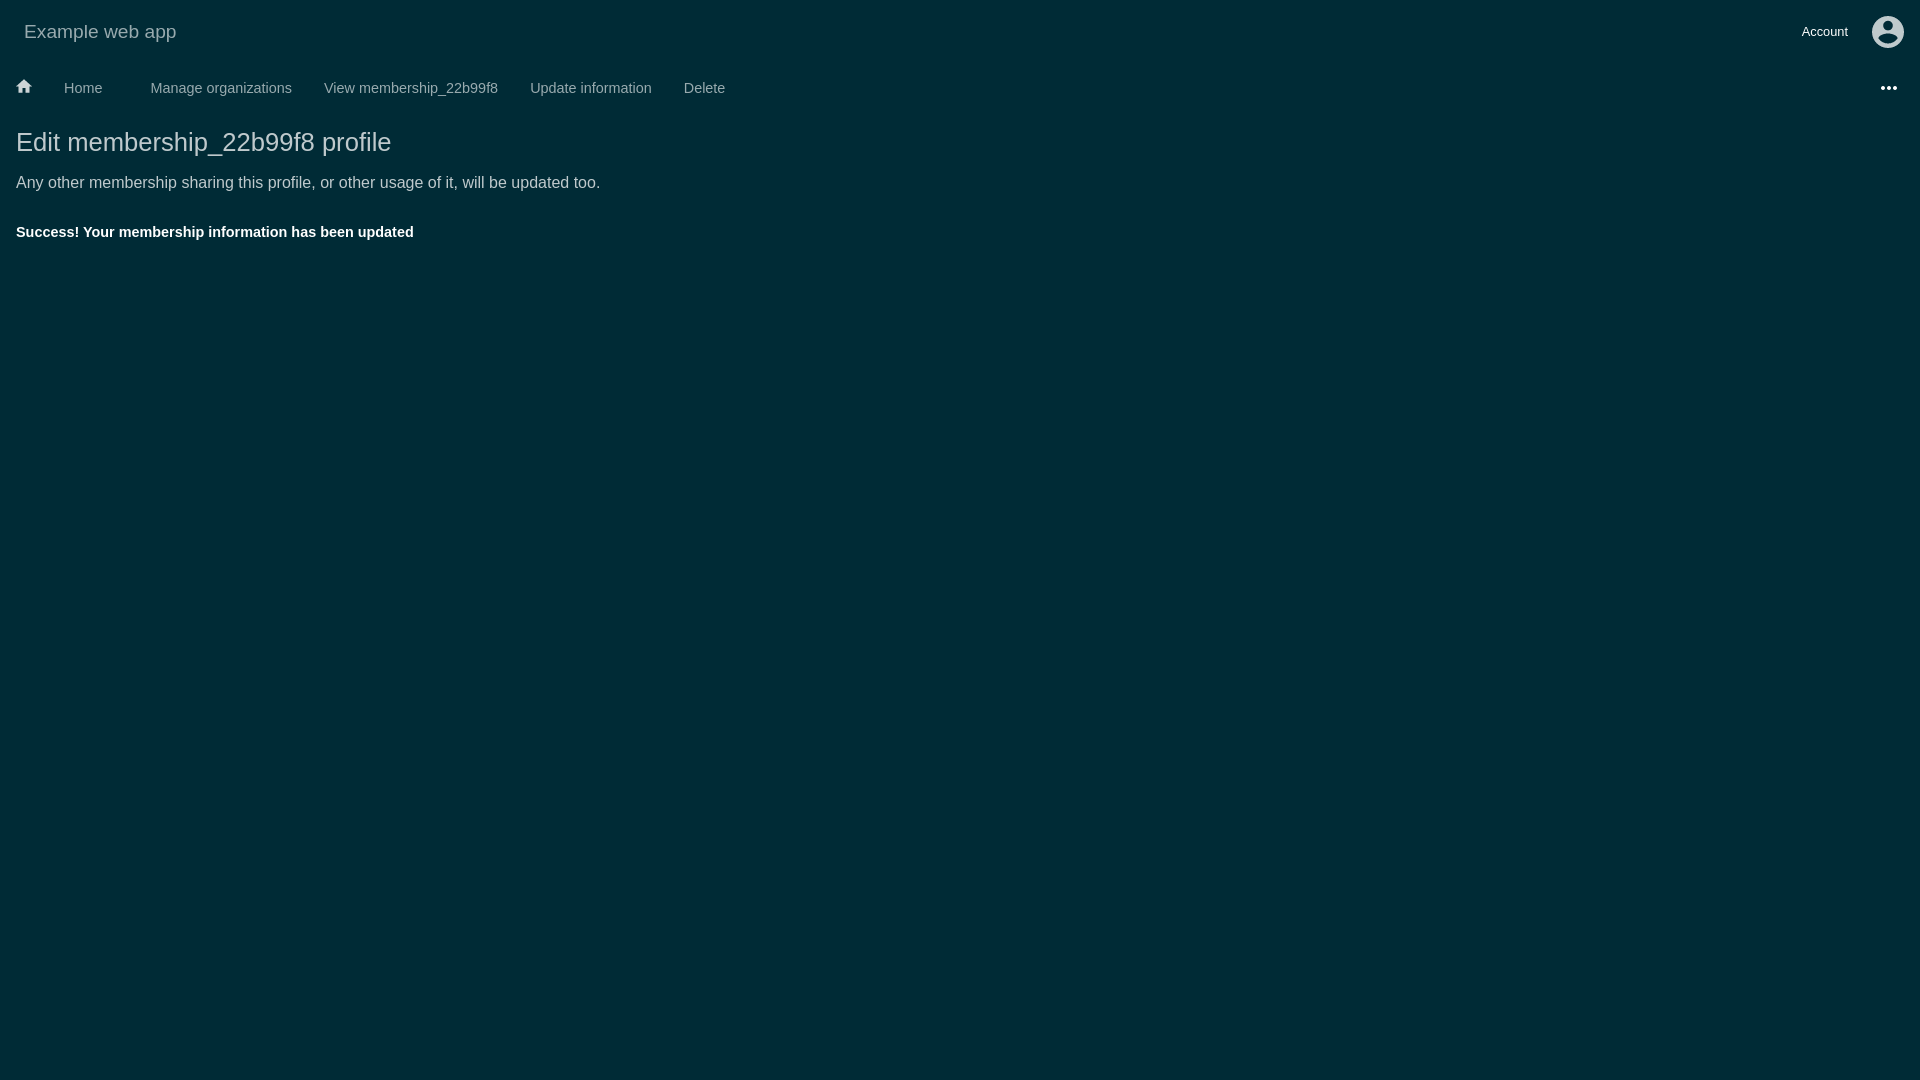 Example web app
Account
Home
Manage organizations
View membership_22b99f8
Update information
Delete
Edit membership_22b99f8 profile
Any other membership sharing this profile, or other usage of it, will be updated too.
Success! Your membership information has been updated